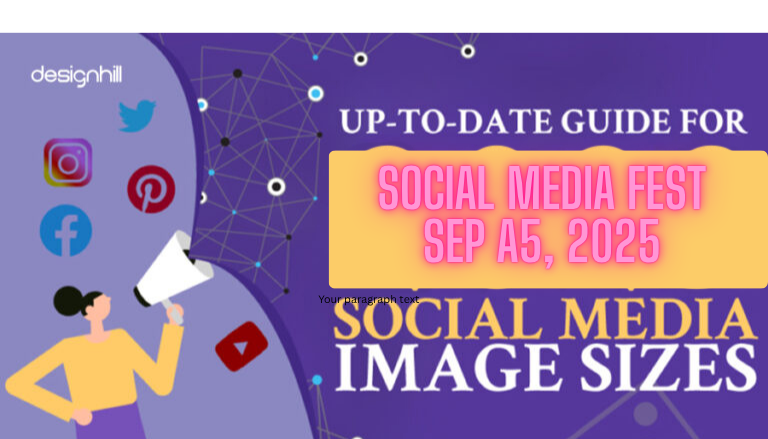 designhill
UP-TO-DATE GUIDE FOR
SOCIAL MEDIA FEST
SEP A5, 2025
Your paragraph text
SOCIAL MEDIA
IMAGE SIZES